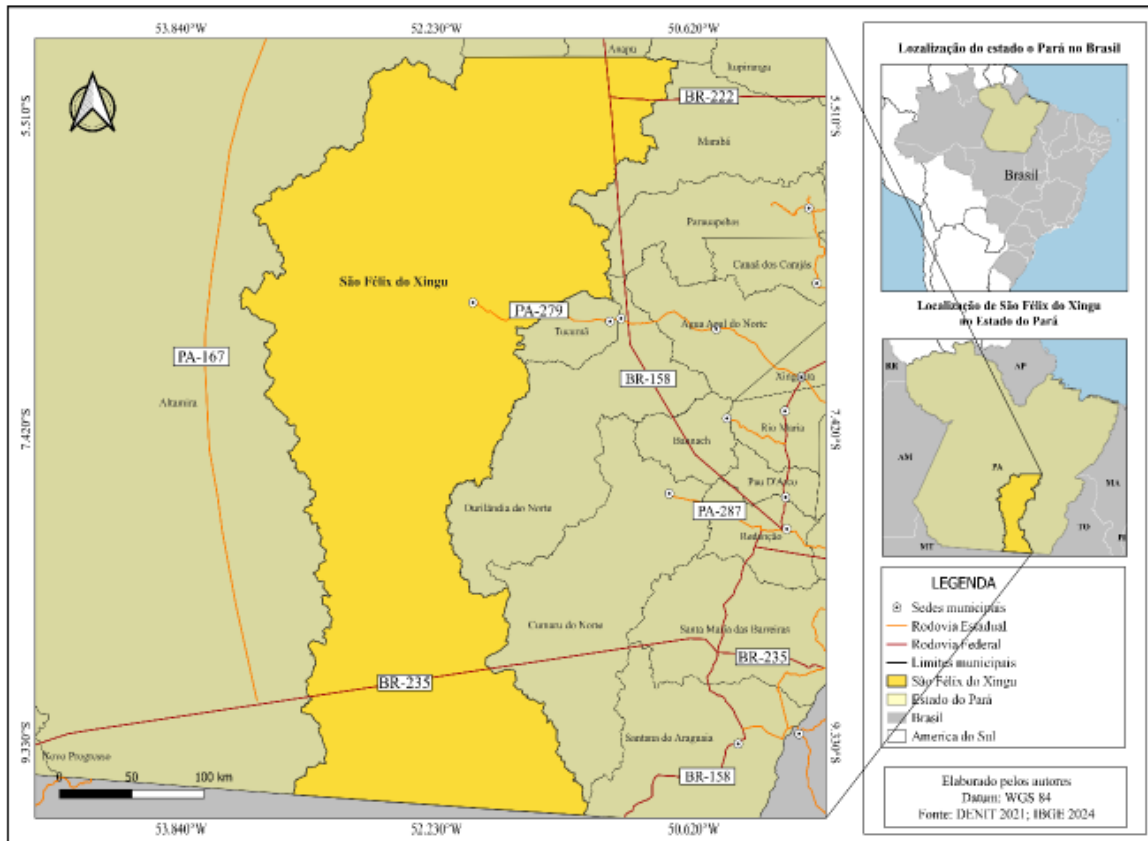 53.840°W
52.230°W
50.620°W
5.510°S
5.510°S
7.420°S
7.420°S
9.330°S
9.330°S
Anapu
Itupiranga
BR-222
Marabá
Parauapebas
Canaã dos Carajás
São Félix do Xingu
PA-279
Tucumã
Água Azul do Norte
PA-167
BR-158
Xinguara
Altamira
Rio Maria
Bannach
Pau D'Arco
Ourilândia do Norte
PA-287
Redenção
Cumaru do Norte
Santa Maria das Barreiras
BR-235
BR-235
Santana do Araguaia
Novo Progresso
BR-158
0 50 100 km
53.840°W
52.230°W
50.620°W
Lozalização do estado o Pará no Brasil
Brasil
Localização de São Félix do Xingu
no Estado do Pará
RR
AP
AM
PA
MA
TO
MT
PI
LEGENDA
Sedes municipais
Rodovia Estadual
Rodovia Federal
Limites municipais
São Félix do Xingu
Estado do Pará
Brasil
America do Sul
Elaborado pelos autores
Datum: WGS 84
Fonte: DENIT 2021; IBGE 2024